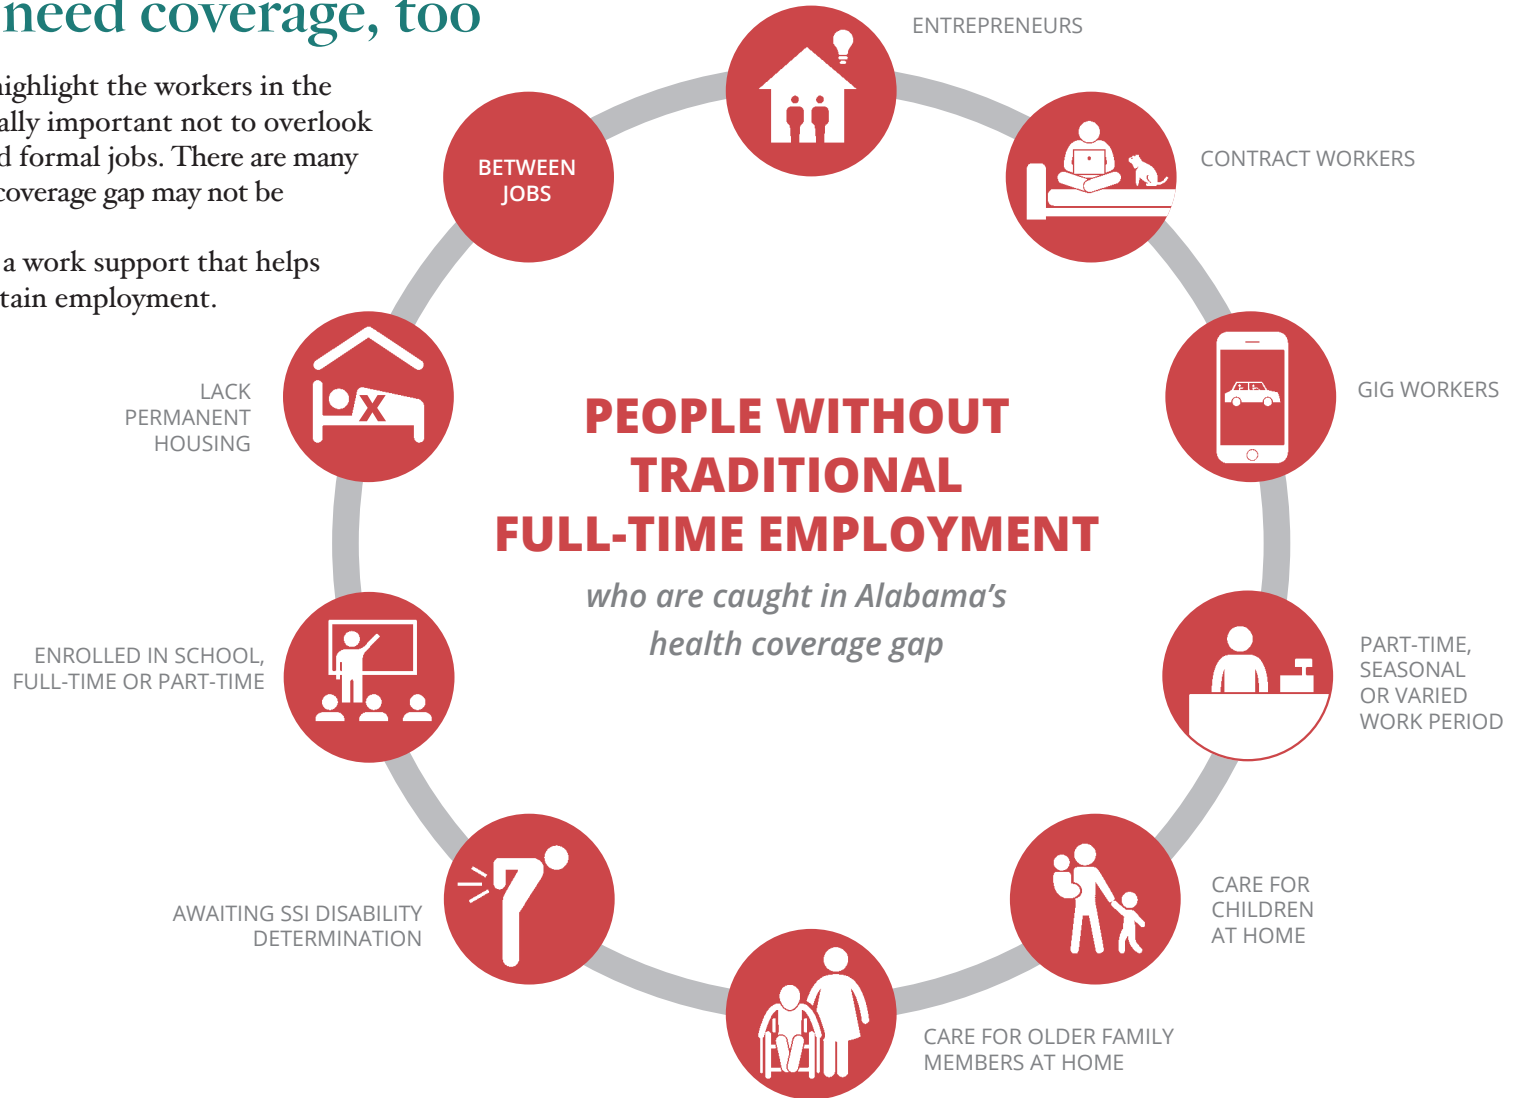 need coverage, too
highlight the workers in the
ally important not to overlook
d formal jobs. There are many
coverage gap may not be
a work support that helps
tain employment.
ENTREPRENEURS
CONTRACT WORKERS
GIG WORKERS
PART-TIME,
SEASONAL
OR VARIED
WORK PERIOD
CARE FOR
CHILDREN
AT HOME
CARE FOR OLDER FAMILY
MEMBERS AT HOME
AWAITING SSI DISABILITY
DETERMINATION
ENROLLED IN SCHOOL,
FULL-TIME OR PART-TIME
LACK
PERMANENT
HOUSING
BETWEEN
JOBS
X
PEOPLE WITHOUT
TRADITIONAL
FULL-TIME EMPLOYMENT
who are caught in Alabama’s
health coverage gap